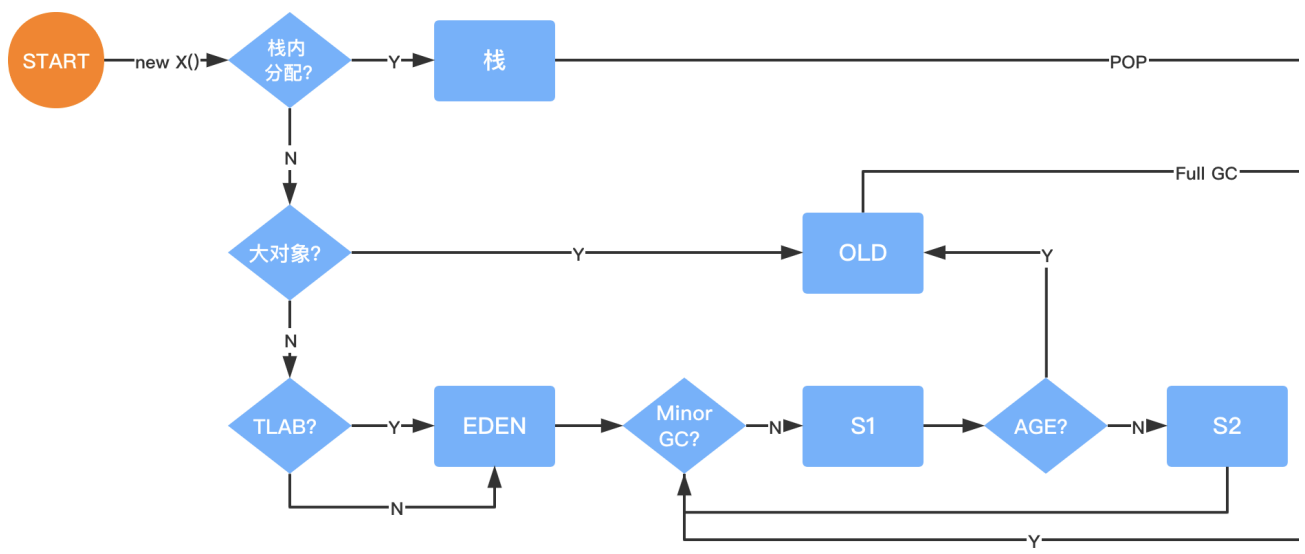 START
new X()
栈内
分配?
Y
栈
POP
N
Full GC
大对象?
Y
OLD
Y
N
TLAB?
Y
EDEN
Minor
GC?
N
S1
AGE?
N
S2
N
Y